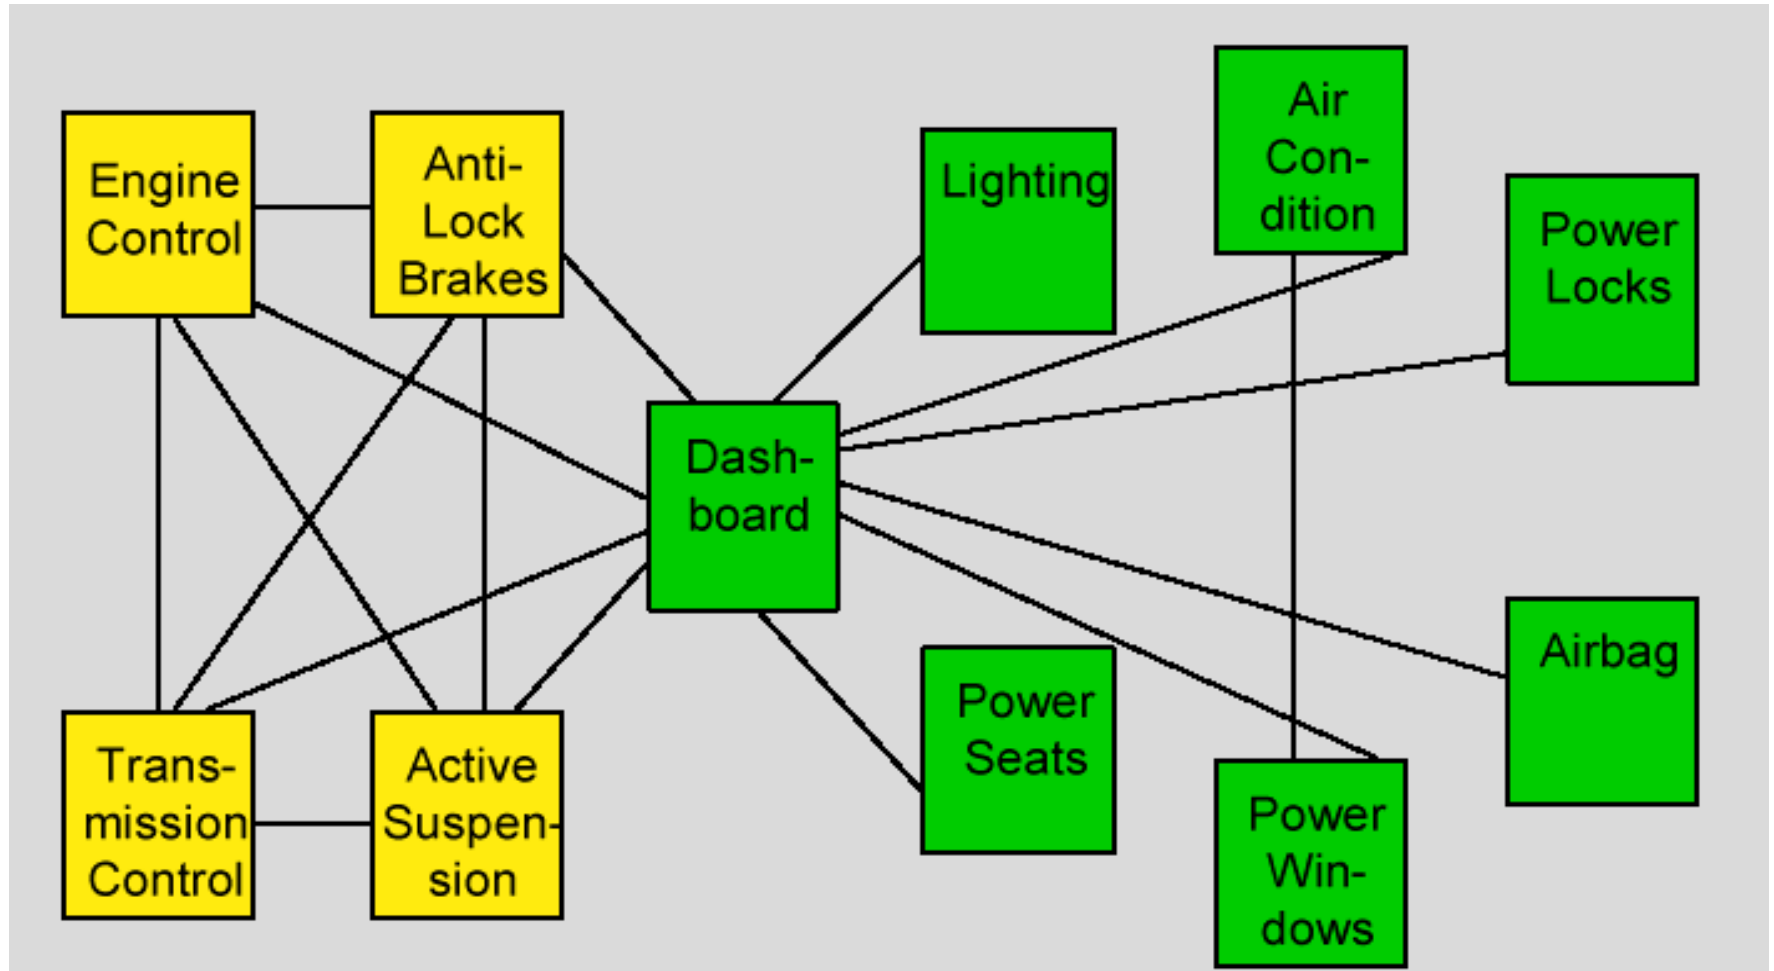 Engine
Control
Anti-
Lock
Brakes
Lighting
Air
Con-
dition
Power
Locks
Dash-
board
Trans-
mission
Control
Active
Suspen-
sion
Power
Seats
Power
Win-
dows
Airbag